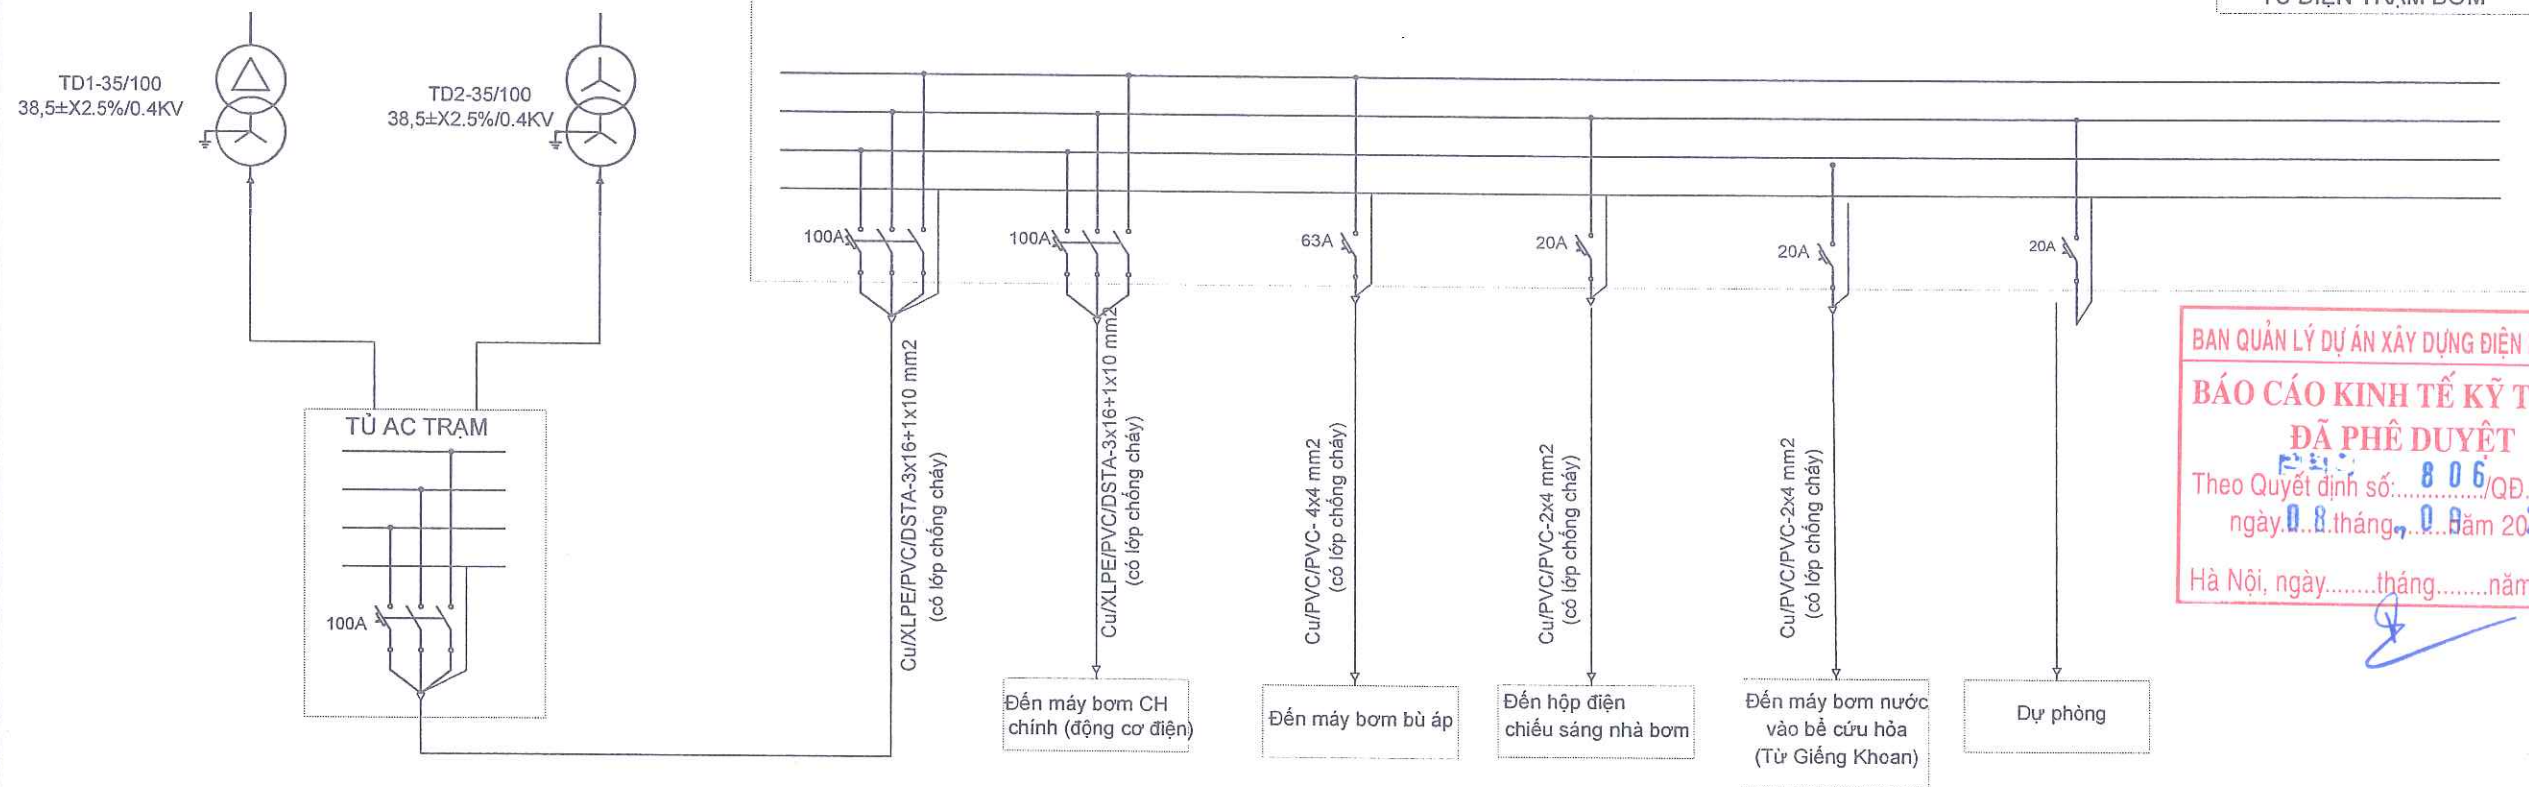 TD1-35/100
38,5±X2.5%/0.4KV
TD2-35/100
38,5±X2.5%/0.4KV
TỦ AC TRẠM
100A
TỦ ĐIỆN TRẠM BƠM
100A
100A
63A
20A
20A
20A
Cu/XLPE/PVC/DSTA-3x16+1x10 mm2
(có lớp chống cháy)
Cu/XLPE/PVC/DSTA-3x16+1x10 mm2
(có lớp chống cháy)
Cu/PVC/PVC- 4x4 mm2
(có lớp chống cháy)
Cu/PVC/PVC-2x4 mm2
(có lớp chống cháy)
Cu/PVC/PVC-2x4 mm2
(có lớp chống cháy)
Đến máy bơm CH
chính (động cơ điện)
Đến máy bơm bù áp
Đến hộp điện
chiếu sáng nhà bơm
Đến máy bơm nước
vào bể cứu hỏa
(Từ Giếng Khoan)
Dự phòng
BAN QUẢN LÝ DỰ ÁN XÂY DỰNG ĐIỆN
BÁO CÁO KINH TẾ KỸ T
ĐÃ PHÊ DUYỆT
Theo Quyết định số:.....806/QĐ.
ngày.08.tháng...0...năm 20
Hà Nội, ngày........tháng........năm